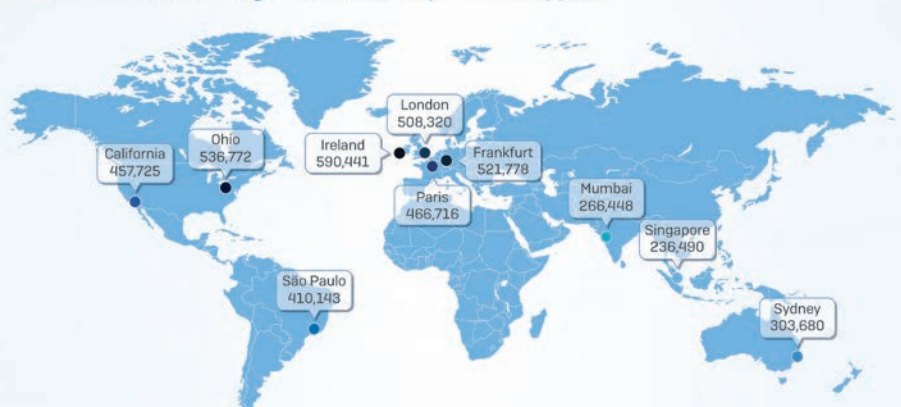 London
508,320
Ohio
536,772
Ireland
590,441
Frankfurt
521,778
California
457,725
Paris
466,716
Mumbai
266,448
Singapore
236,490
São Paulo
410,143
Sydney
303,680